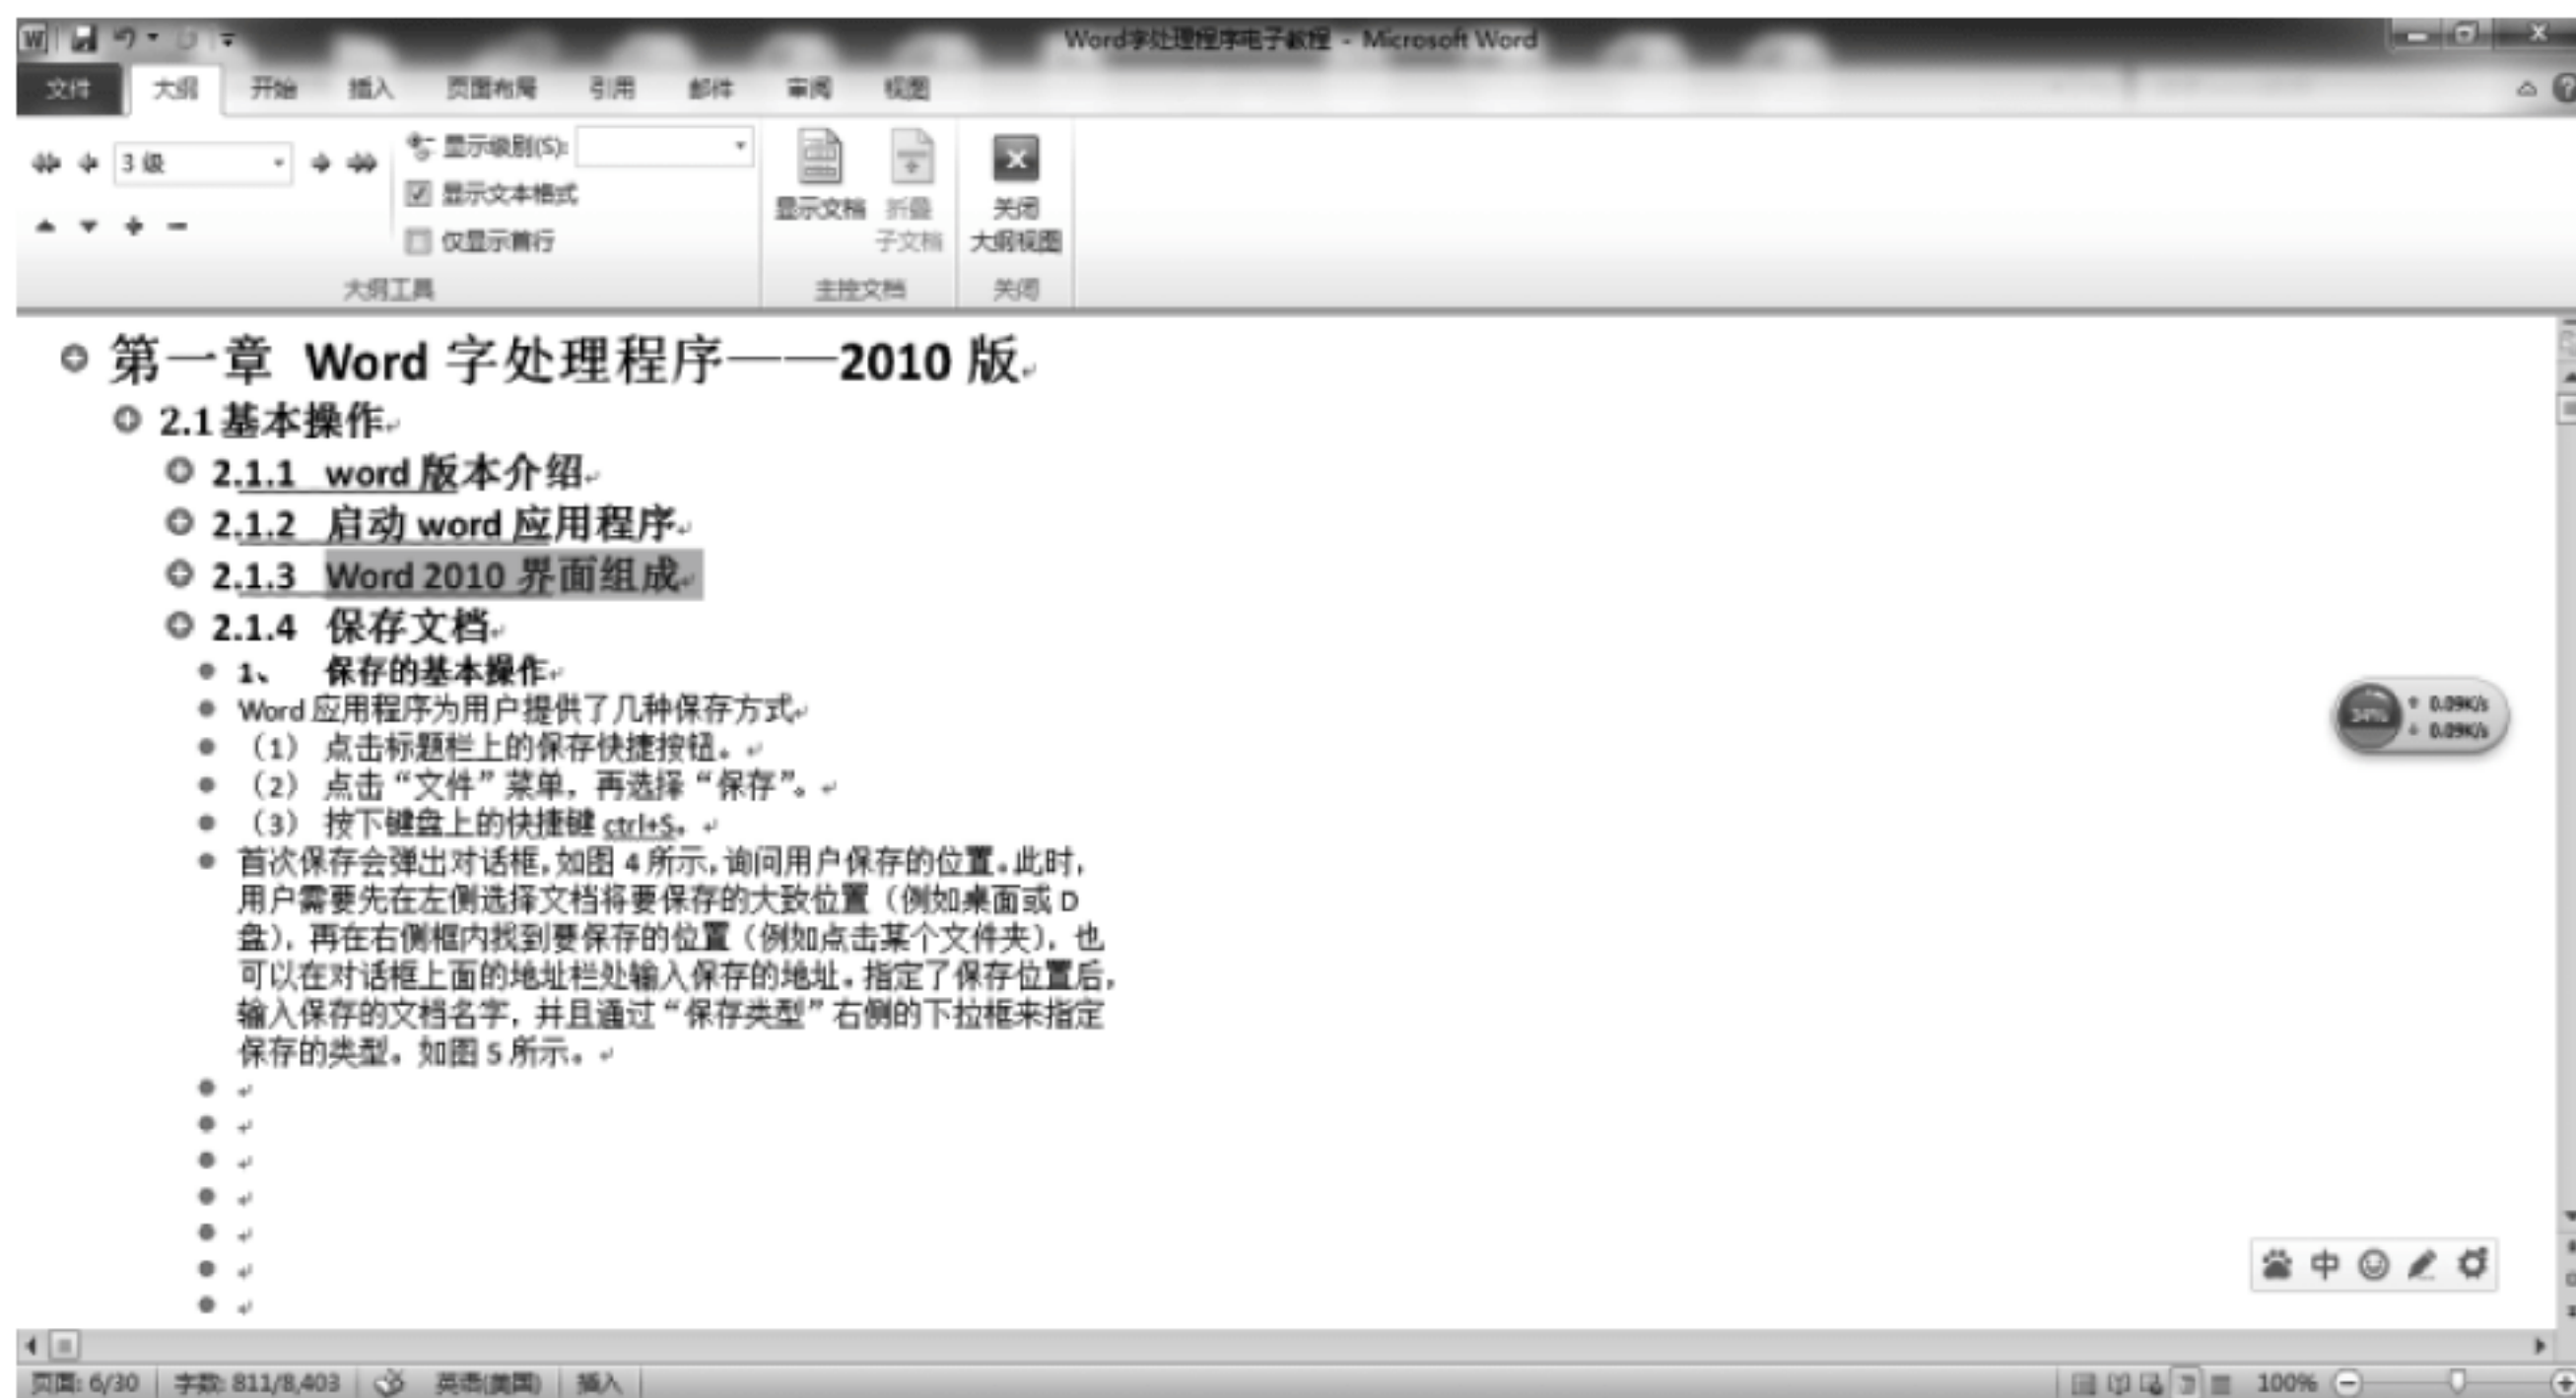 Word字处理程序电子教程 - Microsoft Word
文件 大纲 开始 插入 页面布局 引用 邮件 审阅 视图
3 级
显示级别(S):
显示文本格式
仅显示首行
显示文档
折叠
子文档
关闭
大纲视图
大纲工具 主控文档 关闭
第一章 Word 字处理程序——2010 版
2.1 基本操作
2.1.1 word 版本介绍
2.1.2 启动 word 应用程序
2.1.3 Word 2010 界面组成
2.1.4 保存文档
1、 保存的基本操作
Word 应用程序为用户提供了几种保存方式
（1） 点击标题栏上的保存快捷按钮。
（2） 点击“文件”菜单，再选择“保存”。
（3） 按下键盘上的快捷键 ctrl+S。
首次保存会弹出对话框，如图 4 所示，询问用户保存的位置。此时，
用户需要先在左侧选择文档将要保存的大致位置（例如桌面或 D
盘），再在右侧框内找到要保存的位置（例如点击某个文件夹），也
可以在对话框上面的地址栏处输入保存的地址。指定了保存位置后，
输入保存的文档名字，并且通过“保存类型”右侧的下拉框来指定
保存的类型。如图 5 所示。
34%
0.09K/s
0.09K/s
中
页面: 6/30 字数: 811/8,403 英语(美国) 插入 100%